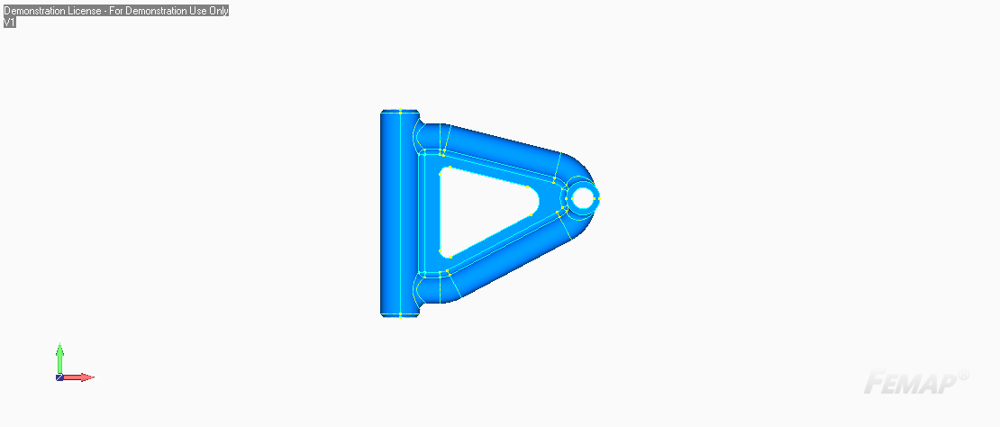 Demonstration License - For Demonstration Use Only
V1
FEMAP®